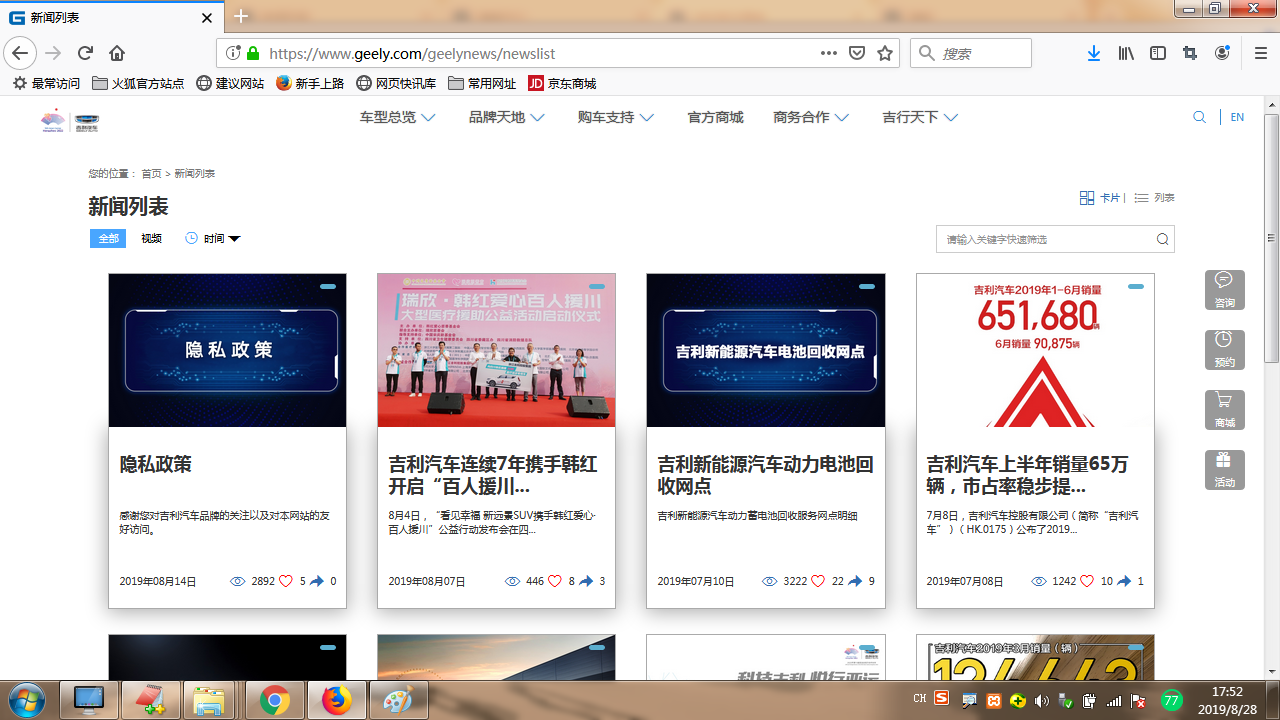 新闻列表
https://www.geely.com/geelynews/newslist
搜索
最常访问 火狐官方站点 建议网站 新手上路 网页快讯库 常用网址 JD 京东商城
车型总览 品牌天地 购车支持 官方商城 商务合作 吉行天下 EN
您的位置： 首页 > 新闻列表
新闻列表
卡片 | 列表
全部 视频 时间
请输入关键字快速筛选
隐私政策
瑞欣·韩红爱心百人援川
大型医疗援助公益活动启动仪式
吉利新能源汽车电池回收网点
吉利汽车2019年1-6月销量
651,680辆
6月销量 90,875辆
隐私政策
感谢您对吉利汽车品牌的关注以及对本网站的友
好访问。
2019年08月14日 2892 5 0
吉利汽车连续7年携手韩红
开启“百人援川...
8月4日，“看见幸福 新远景SUV携手韩红爱心·
百人援川”公益行动发布会在四...
2019年08月07日 446 8 3
吉利新能源汽车动力电池回
收网点
吉利新能源汽车动力蓄电池回收服务网点明细
2019年07月10日 3222 22 9
吉利汽车上半年销量65万
辆，市占率稳步提...
7月8日，吉利汽车控股有限公司（简称“吉利汽
车”）（HK.0175）公布了2019...
2019年07月08日 1242 10 1
咨询
预约
商城
活动
科技吉利 悦行亚运
吉利汽车2019年3月销量（辆）
CH
77
17:52
2019/8/28